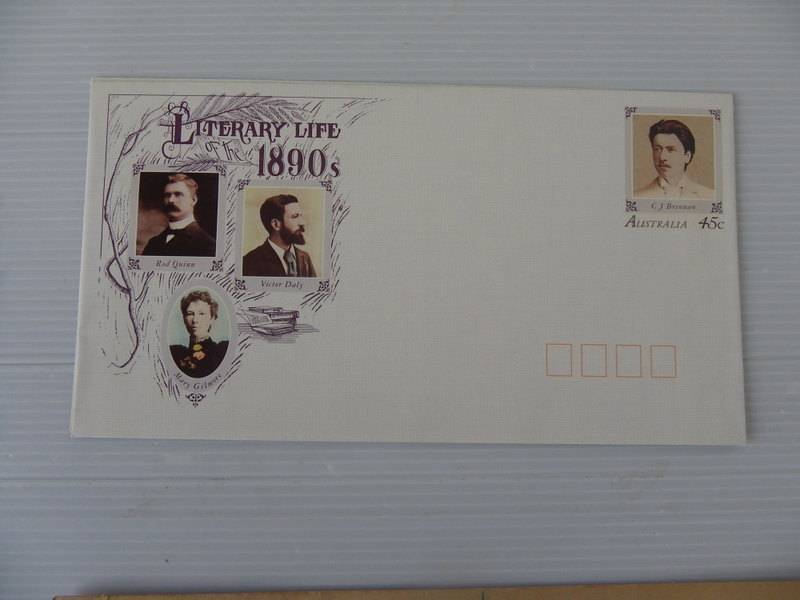 LITERARY LIFE
of the
1890s
Rod Quinn
Victor Daly
Mary Gilmore
C J Brennan
AUSTRALIA 45c